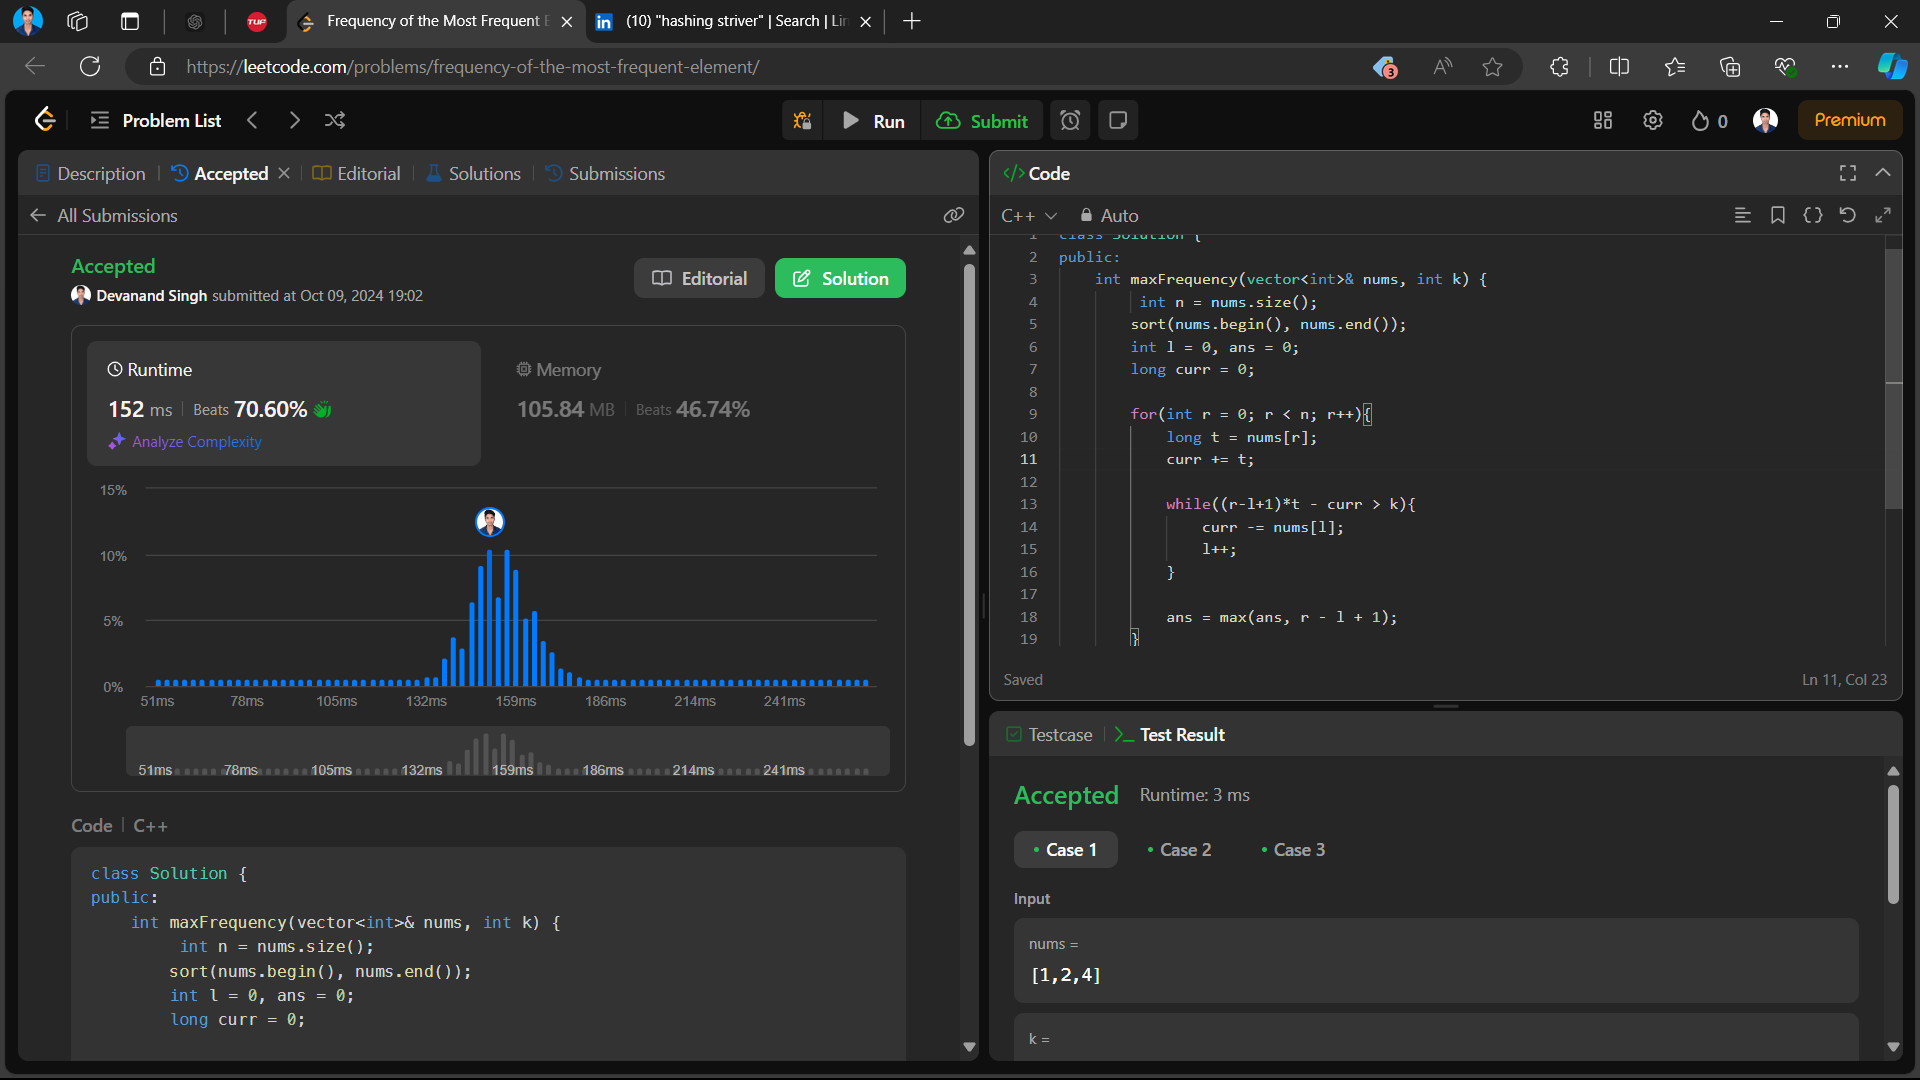 TUF
Frequency of the Most Frequent E
(10) "hashing striver" | Search | Lin
https://leetcode.com/problems/frequency-of-the-most-frequent-element/
3
Problem List
Run
Submit
0
Premium
Description
Accepted
Editorial
Solutions
Submissions
All Submissions
Accepted
Editorial
Solution
Devanand Singh submitted at Oct 09, 2024 19:02
Runtime
152 ms
Beats 70.60%
Analyze Complexity
Memory
105.84 MB
Beats 46.74%
15%
10%
5%
0%
51ms 78ms 105ms 132ms 159ms 186ms 214ms 241ms
51ms 78ms 105ms 132ms 159ms 186ms 214ms 241ms
Code | C++
class Solution {
public:
    int maxFrequency(vector<int>& nums, int k) {
         int n = nums.size();
        sort(nums.begin(), nums.end());
        int l = 0, ans = 0;
        long curr = 0;
</> Code
C++
Auto
1 class Solution {
2 public:
3     int maxFrequency(vector<int>& nums, int k) {
4          int n = nums.size();
5         sort(nums.begin(), nums.end());
6         int l = 0, ans = 0;
7         long curr = 0;
8
9         for(int r = 0; r < n; r++){
10             long t = nums[r];
11             curr += t;
12
13             while((r-l+1)*t - curr > k){
14                 curr -= nums[l];
15                 l++;
16             }
17
18             ans = max(ans, r - l + 1);
19         }
Saved
Ln 11, Col 23
Testcase
Test Result
Accepted
Runtime: 3 ms
Case 1
Case 2
Case 3
Input
nums =
[1,2,4]
k =